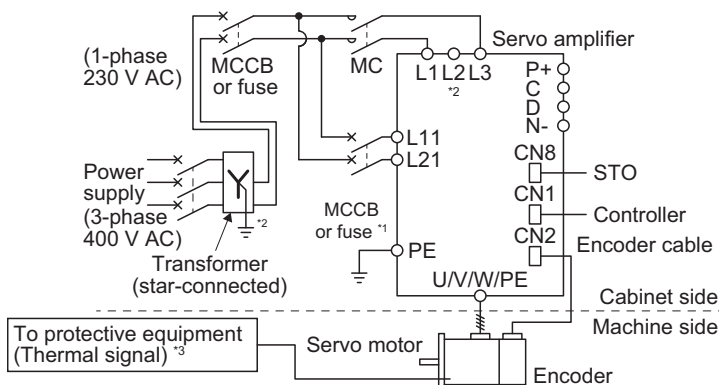 (1-phase
230 V AC)
MCCB
or fuse
MC
Servo amplifier
L1 L2 L3
*2
P+
C
D
N-
L11
L21
CN8
STO
CN1
Controller
CN2
Encoder cable
Power
supply
(3-phase
400 V AC)
*2
Transformer
(star-connected)
MCCB
or fuse *1
PE
U/V/W/PE
Cabinet side
Machine side
To protective equipment
(Thermal signal) *3
Servo motor
Encoder